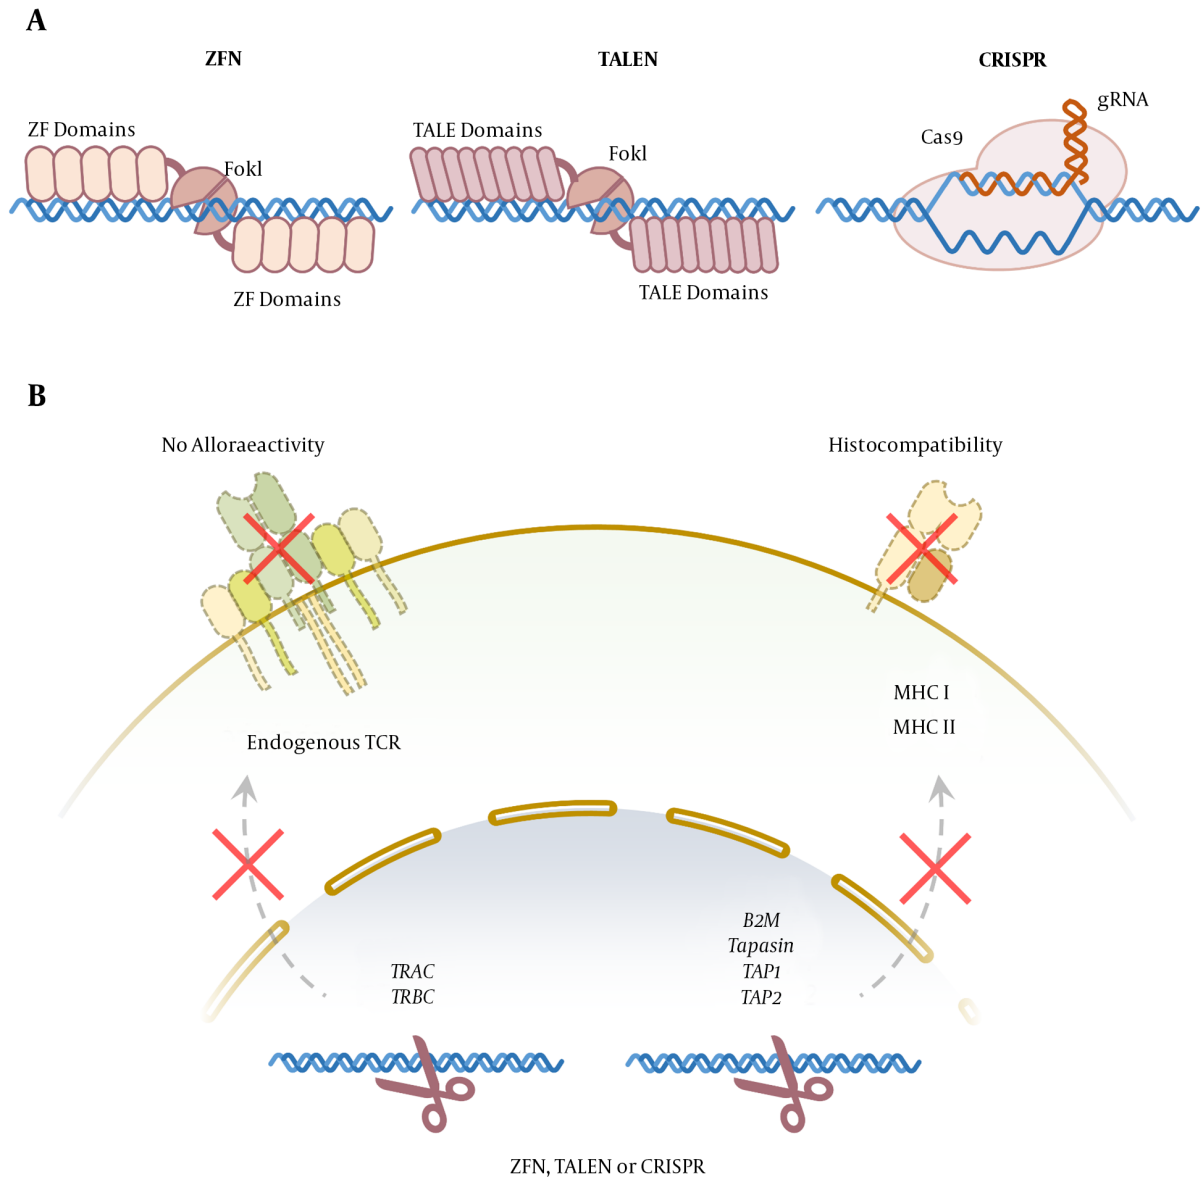 A
ZFN
TALEN
CRISPR
ZF Domains
FokI
ZF Domains
TALE Domains
FokI
TALE Domains
Cas9
gRNA
B
No Alloraeactivity
Histocompatibility
Endogenous TCR
MHC I
MHC II
TRAC
TRBC
B2M
Tapasin
TAP1
TAP2
ZFN, TALEN or CRISPR